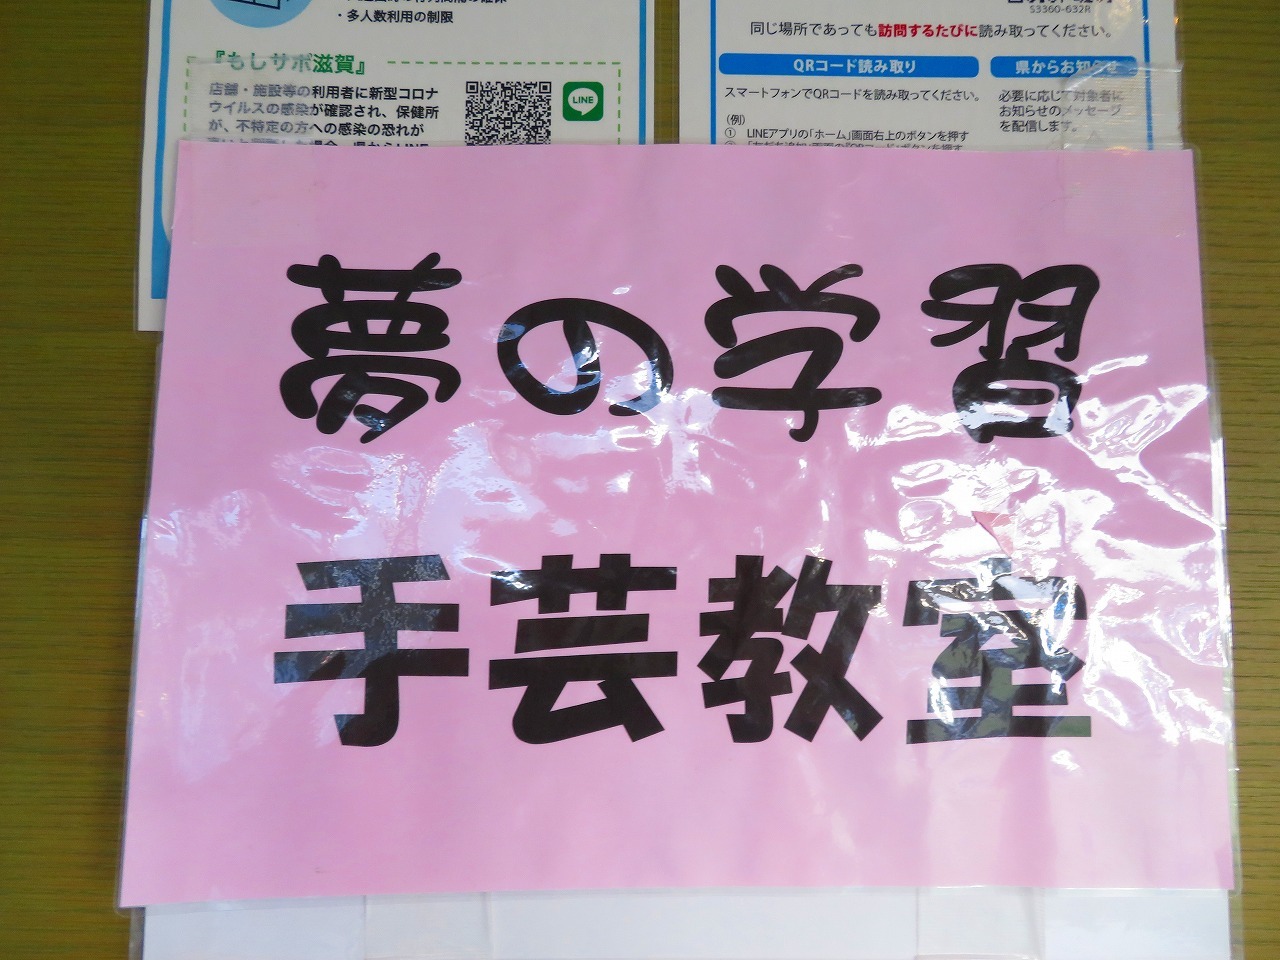 ・多人数利用の制限
『もしサポ滋賀』
店舗・施設等の利用者に新型コロナ
ウイルスの感染が確認され、保健所
が、不特定の方への感染の恐れが
LINE
S3360-632R
同じ場所であっても訪問するたびに読み取ってください。
QRコード読み取り
スマートフォンでQRコードを読み取ってください。
(例)
① LINEアプリの「ホーム」画面右上のボタンを押す
県からお知らせ
必要に応じて対象者に
お知らせのメッセージ
を配信します。
夢の学習
手芸教室